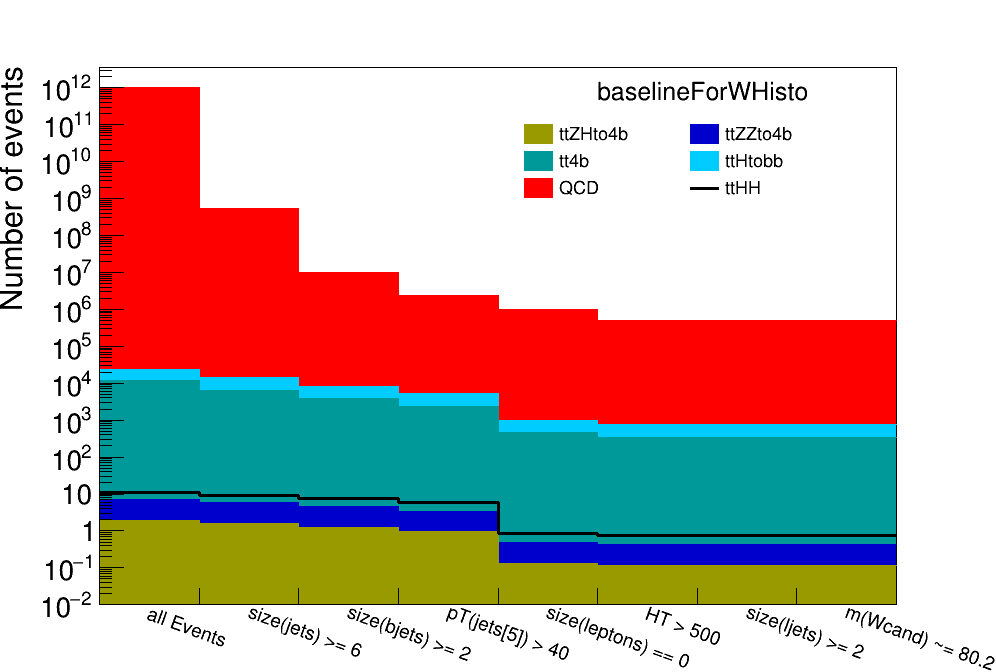 baselineForWHisto
ttZHto4b
ttZZto4b
tt4b
ttHtobb
QCD
ttHH
Number of events
10^12
10^11
10^10
10^9
10^8
10^7
10^6
10^5
10^4
10^3
10^2
10
1
10^−1
10^−2
all Events
size(jets) >= 6
size(bjets) >= 2
pT(jets[5]) > 40
size(leptons) == 0
HT > 500
size(ljets) >= 2
m(Wcand) ~= 80.2